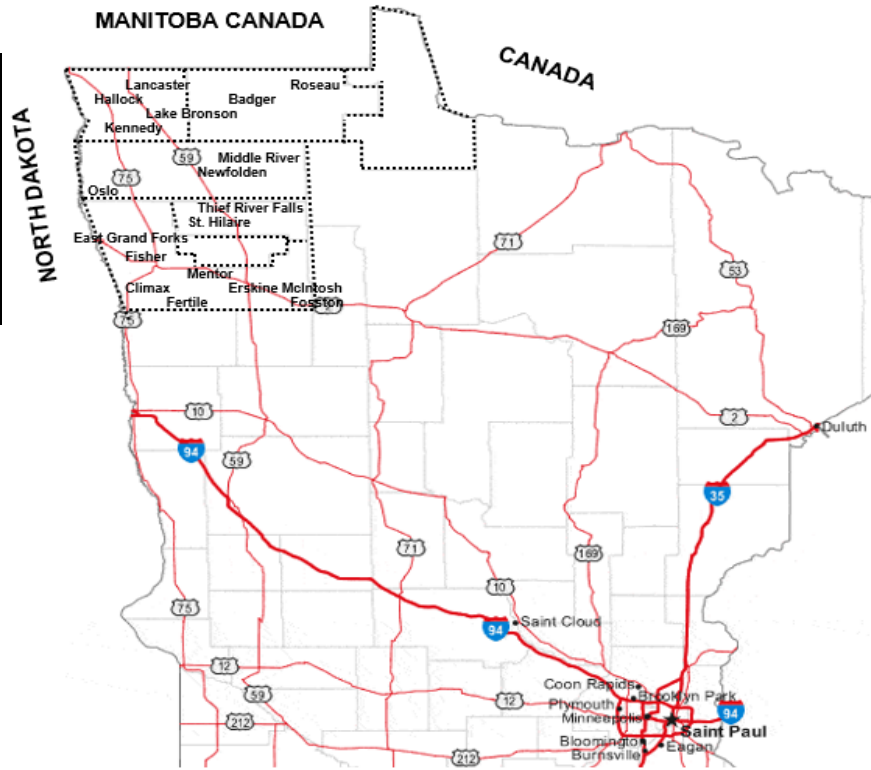 MANITOBA CANADA
CANADA
NORTH DAKOTA
Lancaster
Roseau
Hallock
Badger
Lake Bronson
Kennedy
59
Middle River
Newfolden
75
Oslo
Thief River Falls
St. Hilaire
East Grand Forks
71
Fisher
53
Mentor
Climax
Erskine McIntosh
Fertile
Fosston
2
75
169
10
2
Duluth
94
59
35
71
169
10
75
94
Saint Cloud
12
Coon Rapids
59
Brooklyn Park
12
Plymouth
94
Minneapolis
212
Saint Paul
Bloomington
Eagan
Burnsville
212